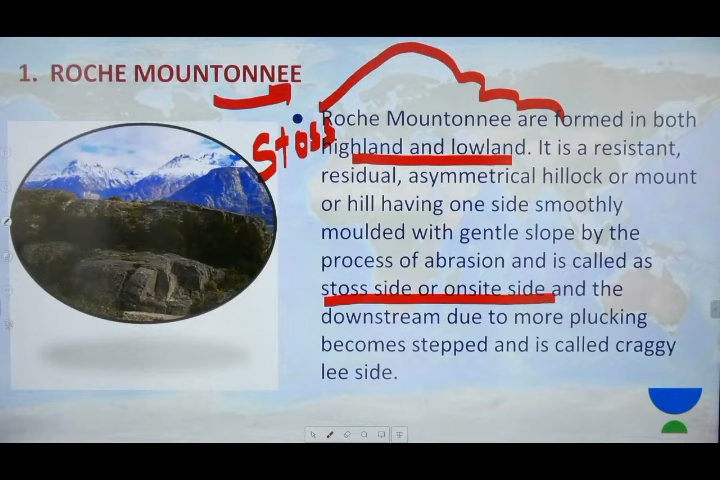 1. ROCHE MOUNTONNEE
Stoss
• Roche Mountonnee are formed in both
highland and lowland. It is a resistant,
residual, asymmetrical hillock or mount
or hill having one side smoothly
moulded with gentle slope by the
process of abrasion and is called as
stoss side or onsite side and the
downstream due to more plucking
becomes stepped and is called craggy
lee side.